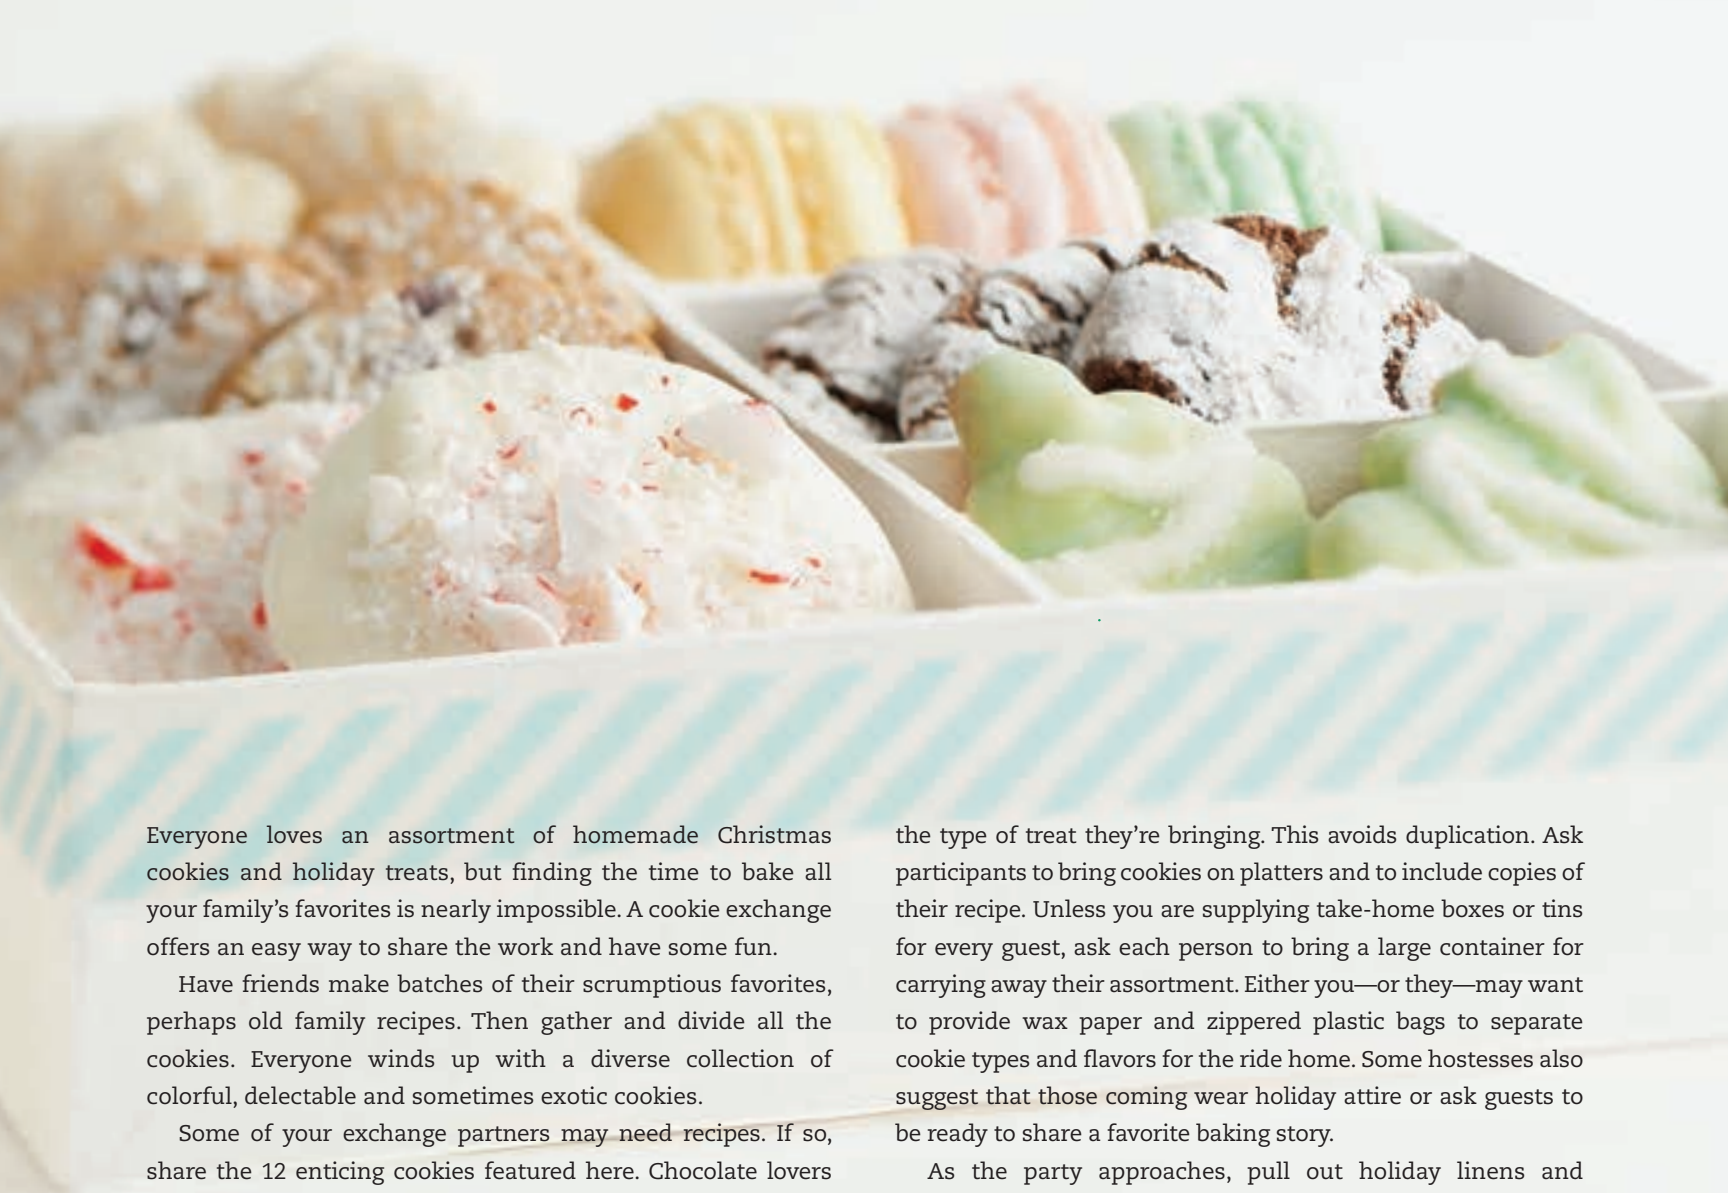 Everyone loves an assortment of homemade Christmas
cookies and holiday treats, but finding the time to bake all
your family's favorites is nearly impossible. A cookie exchange
offers an easy way to share the work and have some fun.
Have friends make batches of their scrumptious favorites,
perhaps old family recipes. Then gather and divide all the
cookies. Everyone winds up with a diverse collection of
colorful, delectable and sometimes exotic cookies.
Some of your exchange partners may need recipes. If so,
share the 12 enticing cookies featured here. Chocolate lovers
the type of treat they're bringing. This avoids duplication. Ask
participants to bring cookies on platters and to include copies of
their recipe. Unless you are supplying take-home boxes or tins
for every guest, ask each person to bring a large container for
carrying away their assortment. Either you—or they—may want
to provide wax paper and zippered plastic bags to separate
cookie types and flavors for the ride home. Some hostesses also
suggest that those coming wear holiday attire or ask guests to
be ready to share a favorite baking story.
As the party approaches, pull out holiday linens and